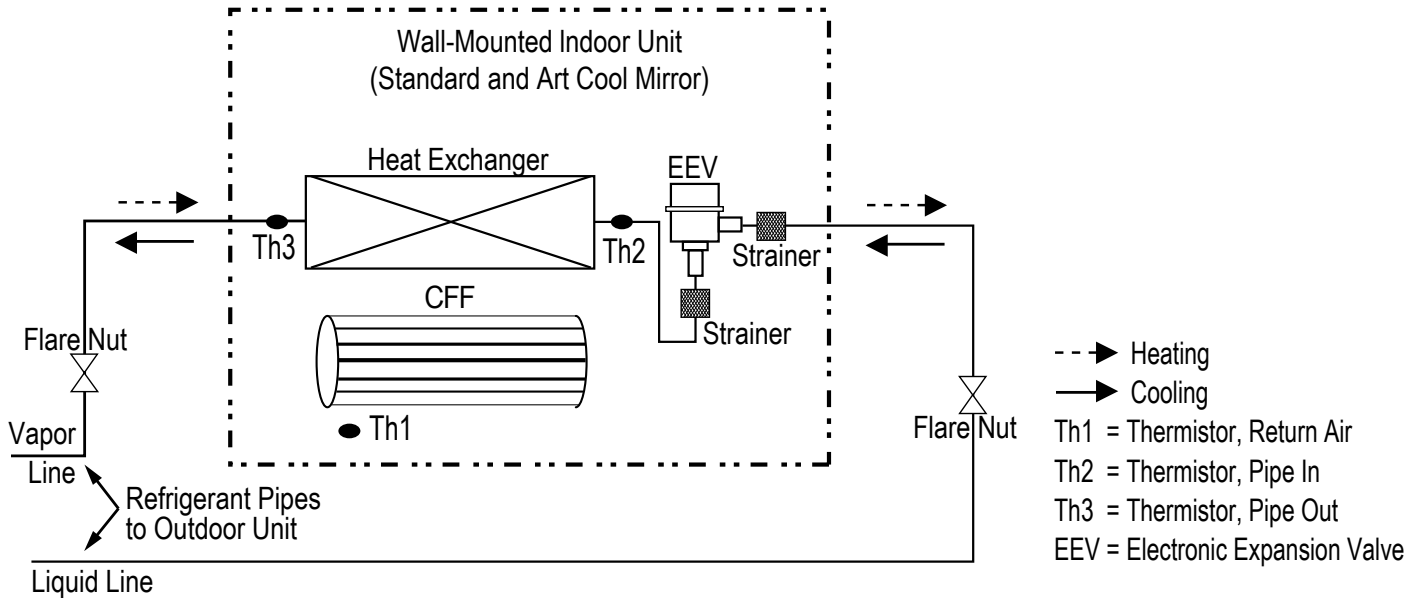 Wall-Mounted Indoor Unit
(Standard and Art Cool Mirror)
Heat Exchanger
EEV
Th3
Th2
Strainer
CFF
Strainer
Flare Nut
Th1
Vapor
Line
Flare Nut
Refrigerant Pipes
to Outdoor Unit
Liquid Line
Heating
Cooling
Th1 = Thermistor, Return Air
Th2 = Thermistor, Pipe In
Th3 = Thermistor, Pipe Out
EEV = Electronic Expansion Valve